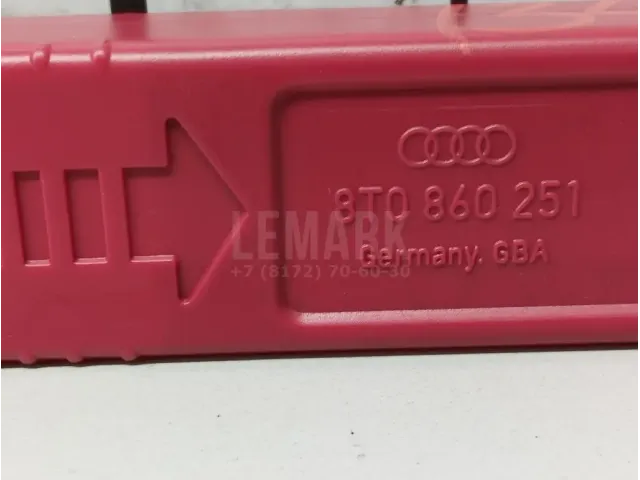 8T0 860 251
LEMARK
Germany. GBA
+7 (8172) 70-60-30